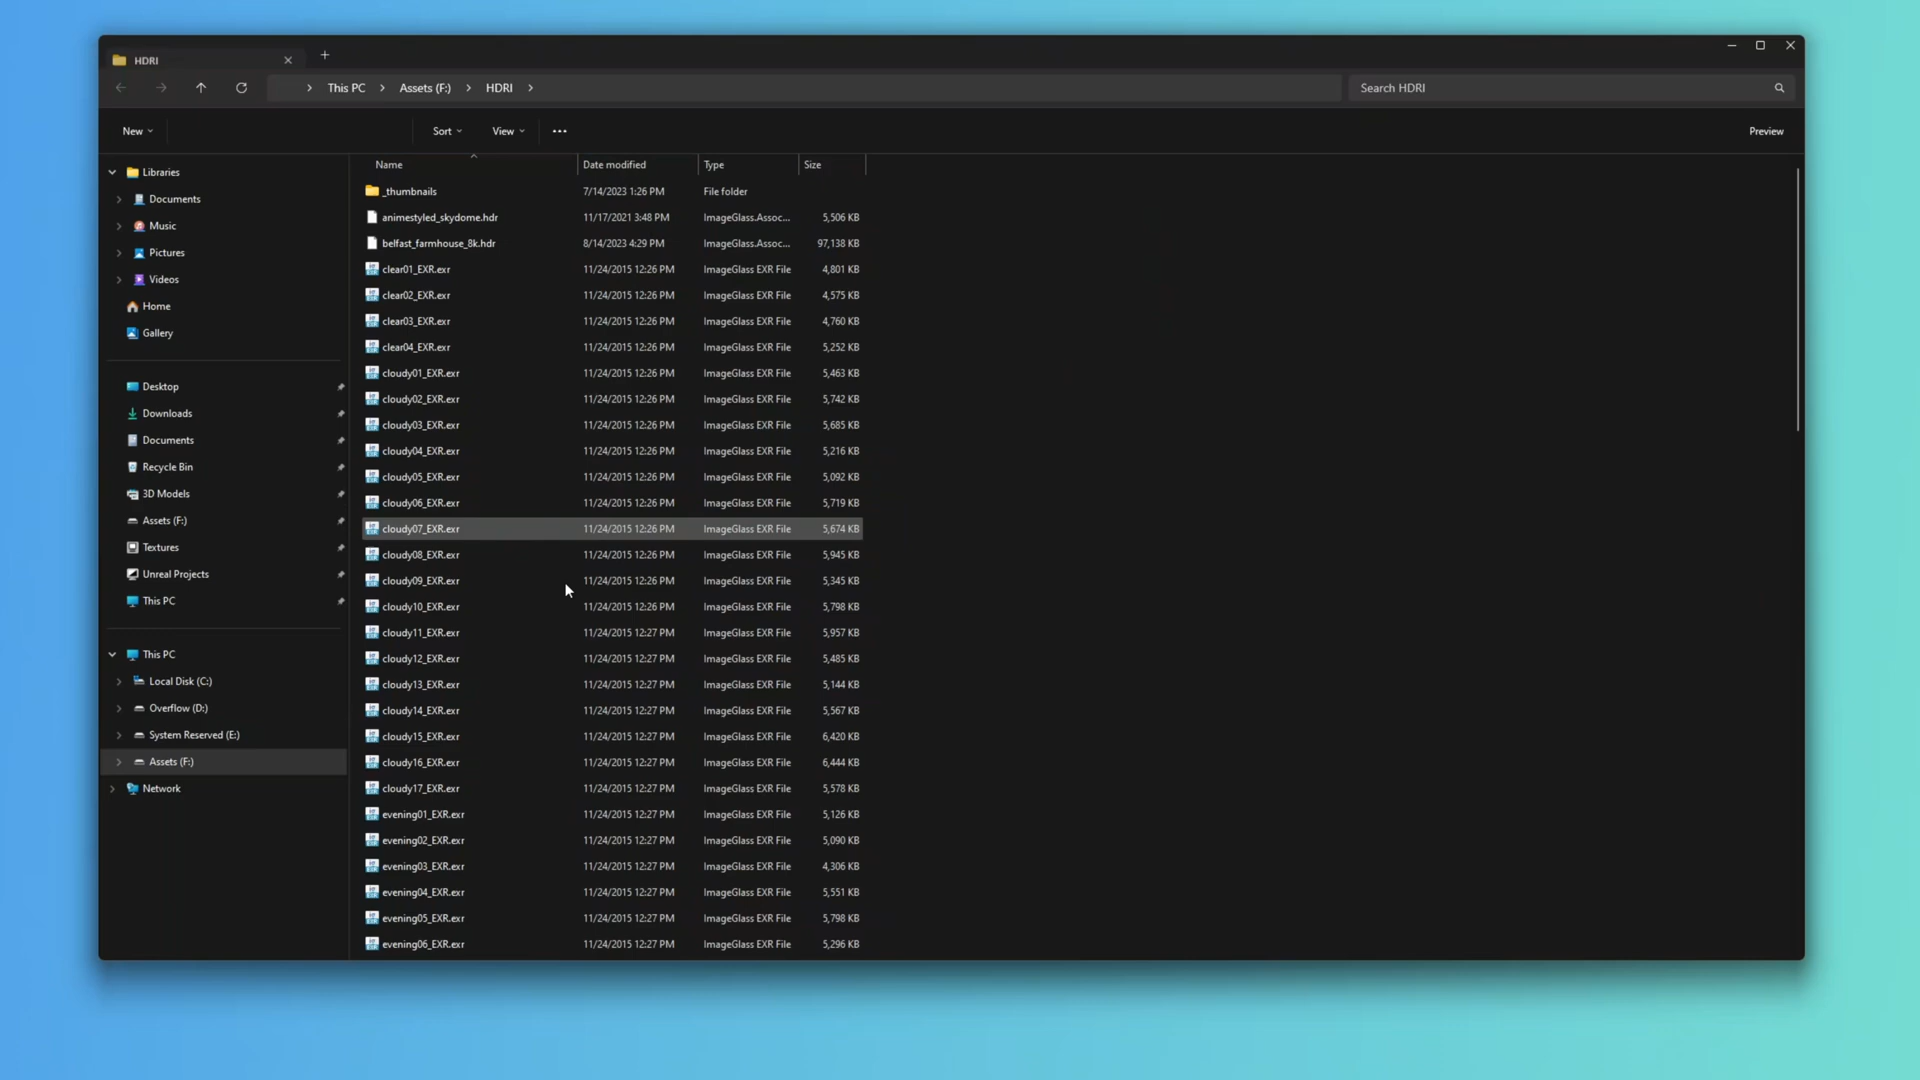 HDRI
This PC
Assets (F:)
HDRI
Search HDRI
New
Sort
View
Preview
Libraries
Documents
Music
Pictures
Videos
Home
Gallery
Desktop
Downloads
Documents
Recycle Bin
3D Models
Assets (F:)
Textures
Unreal Projects
This PC
This PC
Local Disk (C:)
Overflow (D:)
System Reserved (E:)
Assets (F:)
Network
Name Date modified Type Size
_thumbnails 7/14/2023 1:26 PM File folder
animestyled_skydome.hdr 11/17/2021 3:48 PM ImageGlass.Assoc... 5,506 KB
belfast_farmhouse_8k.hdr 8/14/2023 4:29 PM ImageGlass.Assoc... 97,138 KB
clear01_EXR.exr 11/24/2015 12:26 PM ImageGlass EXR File 4,801 KB
clear02_EXR.exr 11/24/2015 12:26 PM ImageGlass EXR File 4,575 KB
clear03_EXR.exr 11/24/2015 12:26 PM ImageGlass EXR File 4,760 KB
clear04_EXR.exr 11/24/2015 12:26 PM ImageGlass EXR File 5,252 KB
cloudy01_EXR.exr 11/24/2015 12:26 PM ImageGlass EXR File 5,463 KB
cloudy02_EXR.exr 11/24/2015 12:26 PM ImageGlass EXR File 5,742 KB
cloudy03_EXR.exr 11/24/2015 12:26 PM ImageGlass EXR File 5,685 KB
cloudy04_EXR.exr 11/24/2015 12:26 PM ImageGlass EXR File 5,216 KB
cloudy05_EXR.exr 11/24/2015 12:26 PM ImageGlass EXR File 5,092 KB
cloudy06_EXR.exr 11/24/2015 12:26 PM ImageGlass EXR File 5,719 KB
cloudy07_EXR.exr 11/24/2015 12:26 PM ImageGlass EXR File 5,674 KB
cloudy08_EXR.exr 11/24/2015 12:26 PM ImageGlass EXR File 5,945 KB
cloudy09_EXR.exr 11/24/2015 12:26 PM ImageGlass EXR File 5,345 KB
cloudy10_EXR.exr 11/24/2015 12:26 PM ImageGlass EXR File 5,798 KB
cloudy11_EXR.exr 11/24/2015 12:27 PM ImageGlass EXR File 5,957 KB
cloudy12_EXR.exr 11/24/2015 12:27 PM ImageGlass EXR File 5,485 KB
cloudy13_EXR.exr 11/24/2015 12:27 PM ImageGlass EXR File 5,144 KB
cloudy14_EXR.exr 11/24/2015 12:27 PM ImageGlass EXR File 5,567 KB
cloudy15_EXR.exr 11/24/2015 12:27 PM ImageGlass EXR File 6,420 KB
cloudy16_EXR.exr 11/24/2015 12:27 PM ImageGlass EXR File 6,444 KB
cloudy17_EXR.exr 11/24/2015 12:27 PM ImageGlass EXR File 5,578 KB
evening01_EXR.exr 11/24/2015 12:27 PM ImageGlass EXR File 5,126 KB
evening02_EXR.exr 11/24/2015 12:27 PM ImageGlass EXR File 5,090 KB
evening03_EXR.exr 11/24/2015 12:27 PM ImageGlass EXR File 4,306 KB
evening04_EXR.exr 11/24/2015 12:27 PM ImageGlass EXR File 5,551 KB
evening05_EXR.exr 11/24/2015 12:27 PM ImageGlass EXR File 5,798 KB
evening06_EXR.exr 11/24/2015 12:27 PM ImageGlass EXR File 5,296 KB